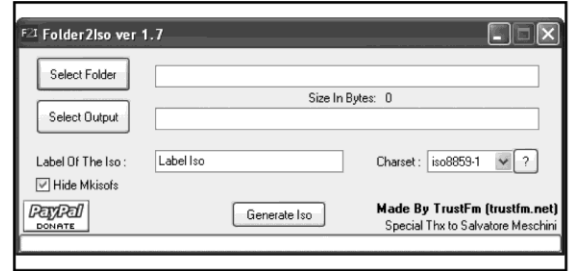 F2I Folder2Iso ver 1.7
Select Folder
Size In Bytes: 0
Select Output
Label Of The Iso : Label Iso Charset : iso8859-1 ?
Hide Mkisofs
PayPal
DONATE
Generate Iso
Made By TrustFm (trustfm.net)
Special Thx to Salvatore Meschini